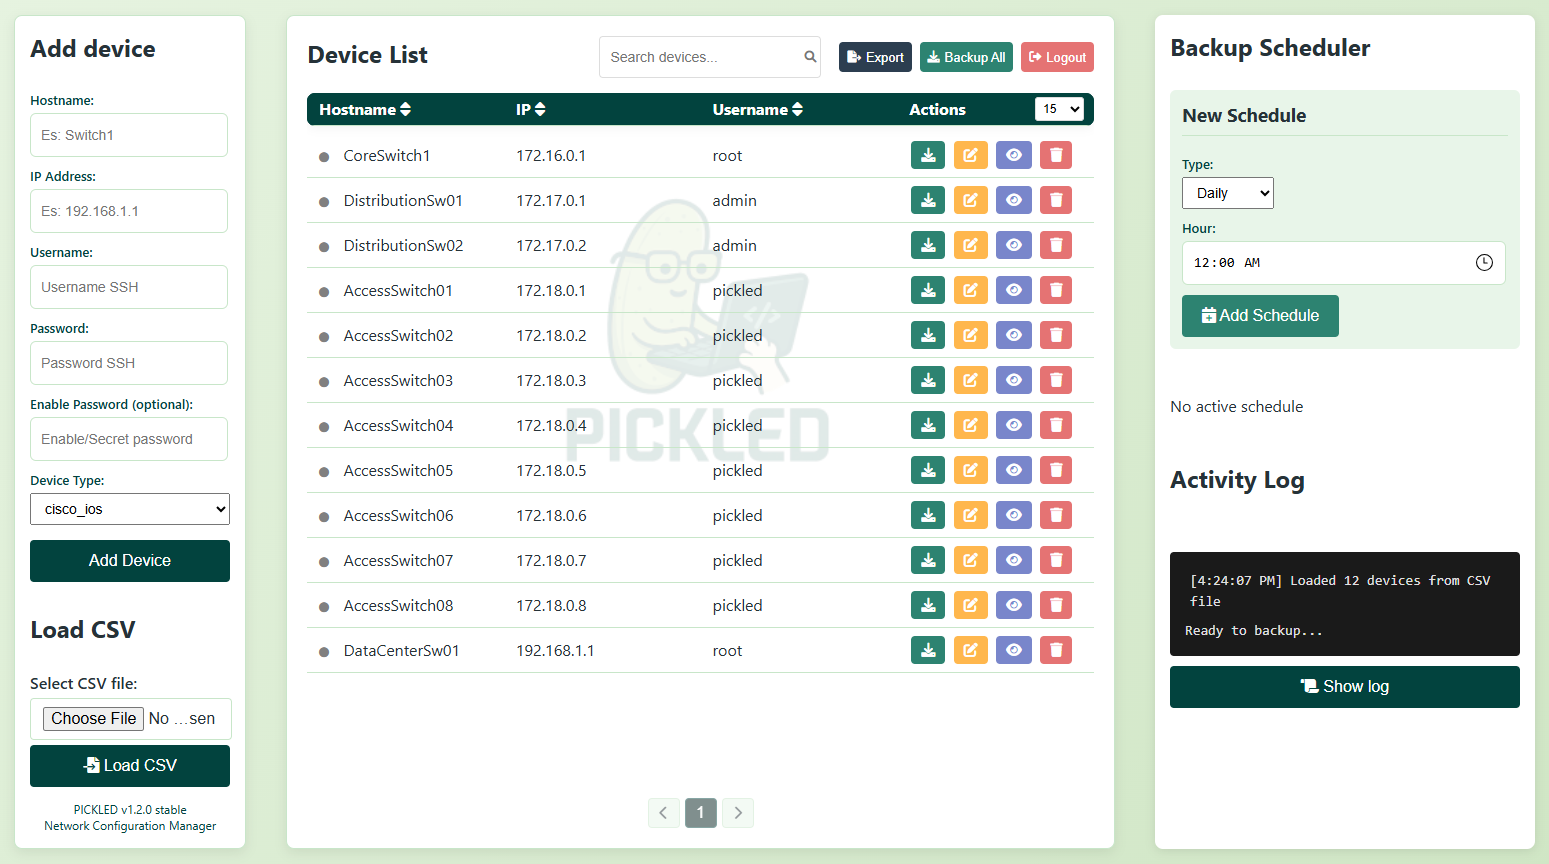 Add device
Hostname:
Es: Switch1
IP Address:
Es: 192.168.1.1
Username:
Username SSH
Password:
Password SSH
Enable Password (optional):
Enable/Secret password
Device Type:
cisco_ios
Add Device
Load CSV
Select CSV file:
Choose File No ...sen
Load CSV
PICKLED v1.2.0 stable
Network Configuration Manager
Device List
Search devices...
Export
Backup All
Logout
Hostname IP Username Actions 15
CoreSwitch1 172.16.0.1 root
DistributionSw01 172.17.0.1 admin
DistributionSw02 172.17.0.2 admin
AccessSwitch01 172.18.0.1 pickled
AccessSwitch02 172.18.0.2 pickled
AccessSwitch03 172.18.0.3 pickled
AccessSwitch04 172.18.0.4 pickled
AccessSwitch05 172.18.0.5 pickled
AccessSwitch06 172.18.0.6 pickled
AccessSwitch07 172.18.0.7 pickled
AccessSwitch08 172.18.0.8 pickled
DataCenterSw01 192.168.1.1 root
PICKLED
1
Backup Scheduler
New Schedule
Type:
Daily
Hour:
12:00 AM
Add Schedule
No active schedule
Activity Log
[4:24:07 PM] Loaded 12 devices from CSV
file
Ready to backup...
Show log